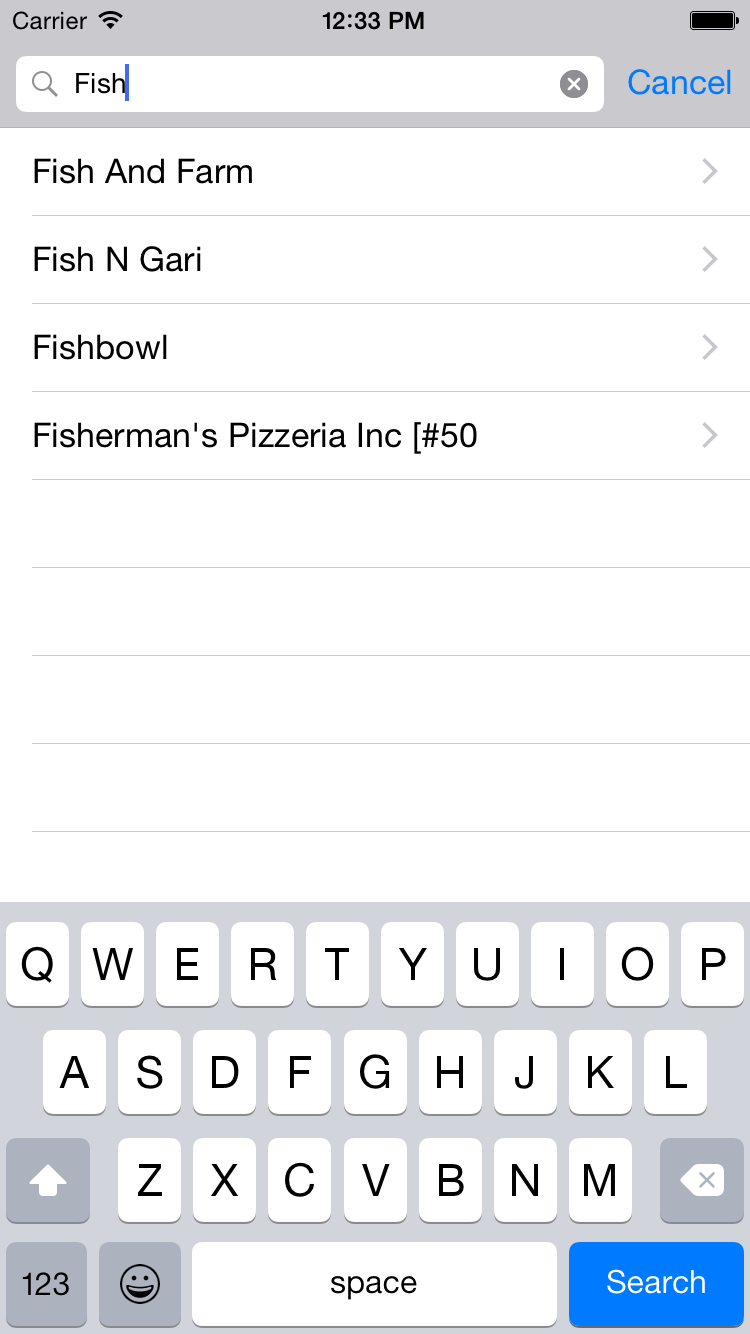 Carrier 12:33 PM
Fish Cancel
Fish And Farm
Fish N Gari
Fishbowl
Fisherman's Pizzeria Inc [#50
Q W E R T Y U I O P
A S D F G H J K L
Z X C V B N M
123 space Search